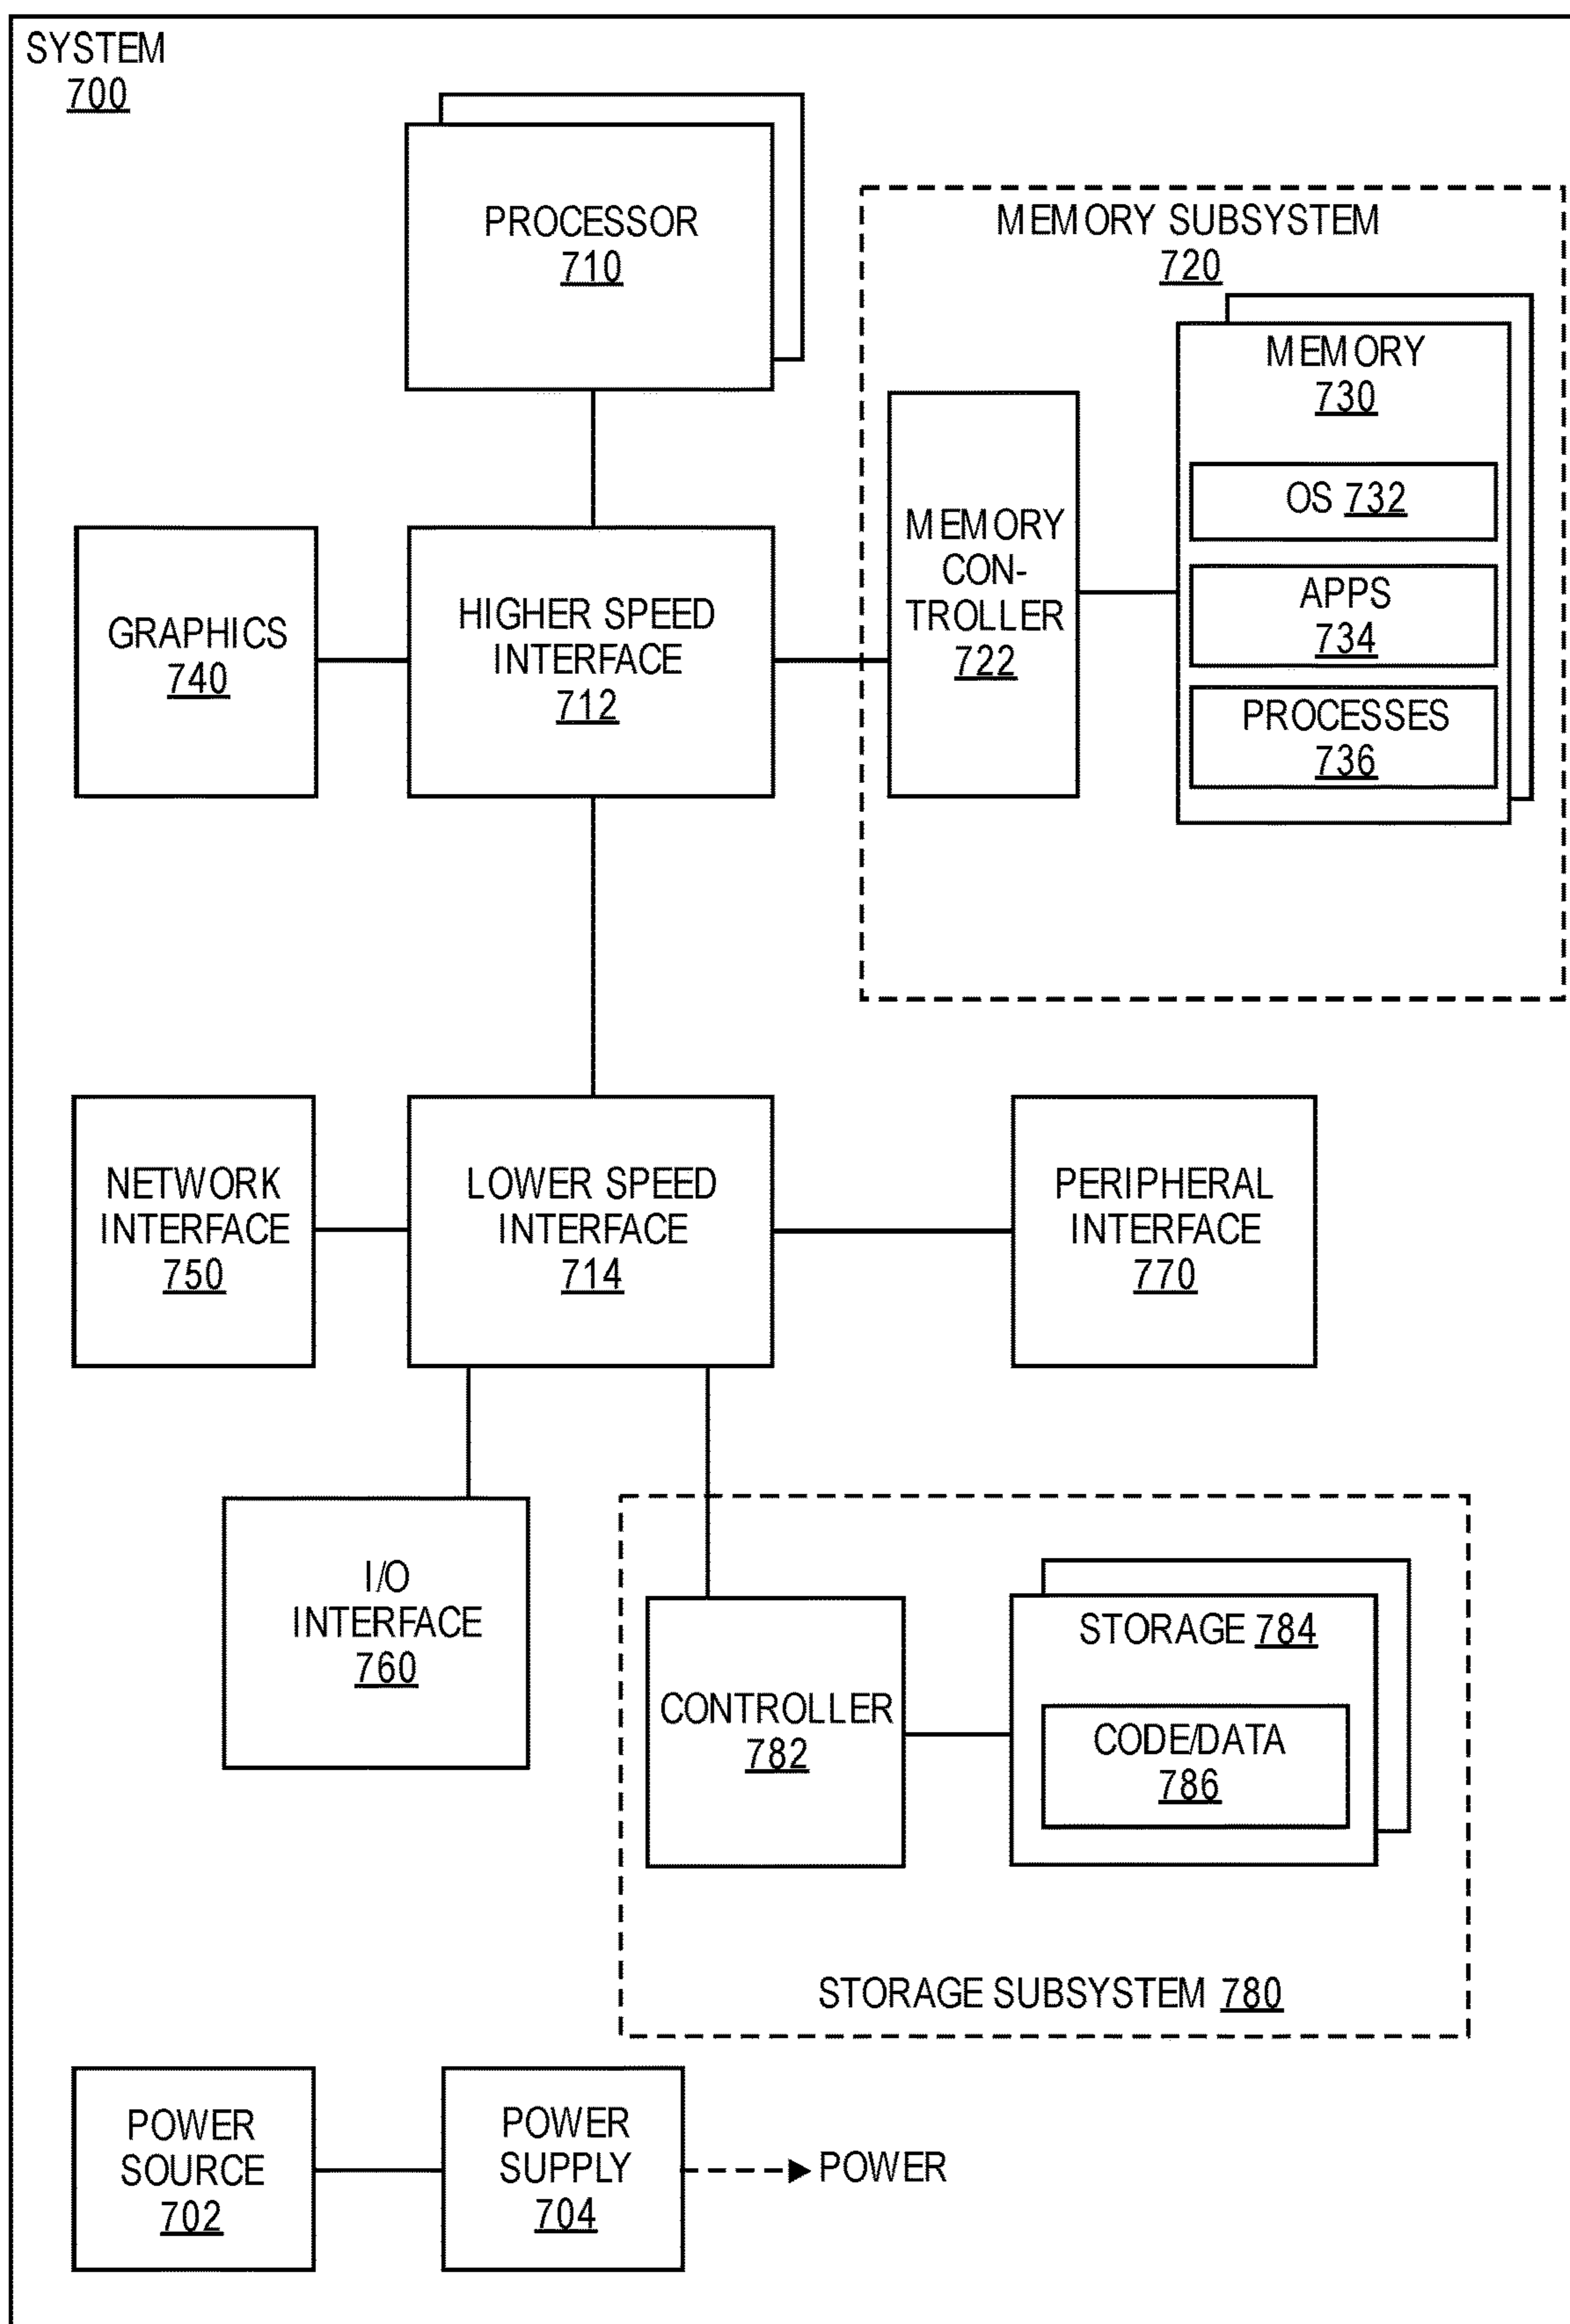 SYSTEM
700
PROCESSOR
710
MEMORY SUBSYSTEM
720
MEMORY
730
OS 732
APPS
734
PROCESSES
736
MEMORY
CON-
TROLLER
722
GRAPHICS
740
HIGHER SPEED
INTERFACE
712
NETWORK
INTERFACE
750
LOWER SPEED
INTERFACE
714
PERIPHERAL
INTERFACE
770
I/O
INTERFACE
760
CONTROLLER
782
STORAGE 784
CODE/DATA
786
STORAGE SUBSYSTEM 780
POWER
SOURCE
702
POWER
SUPPLY
704
POWER